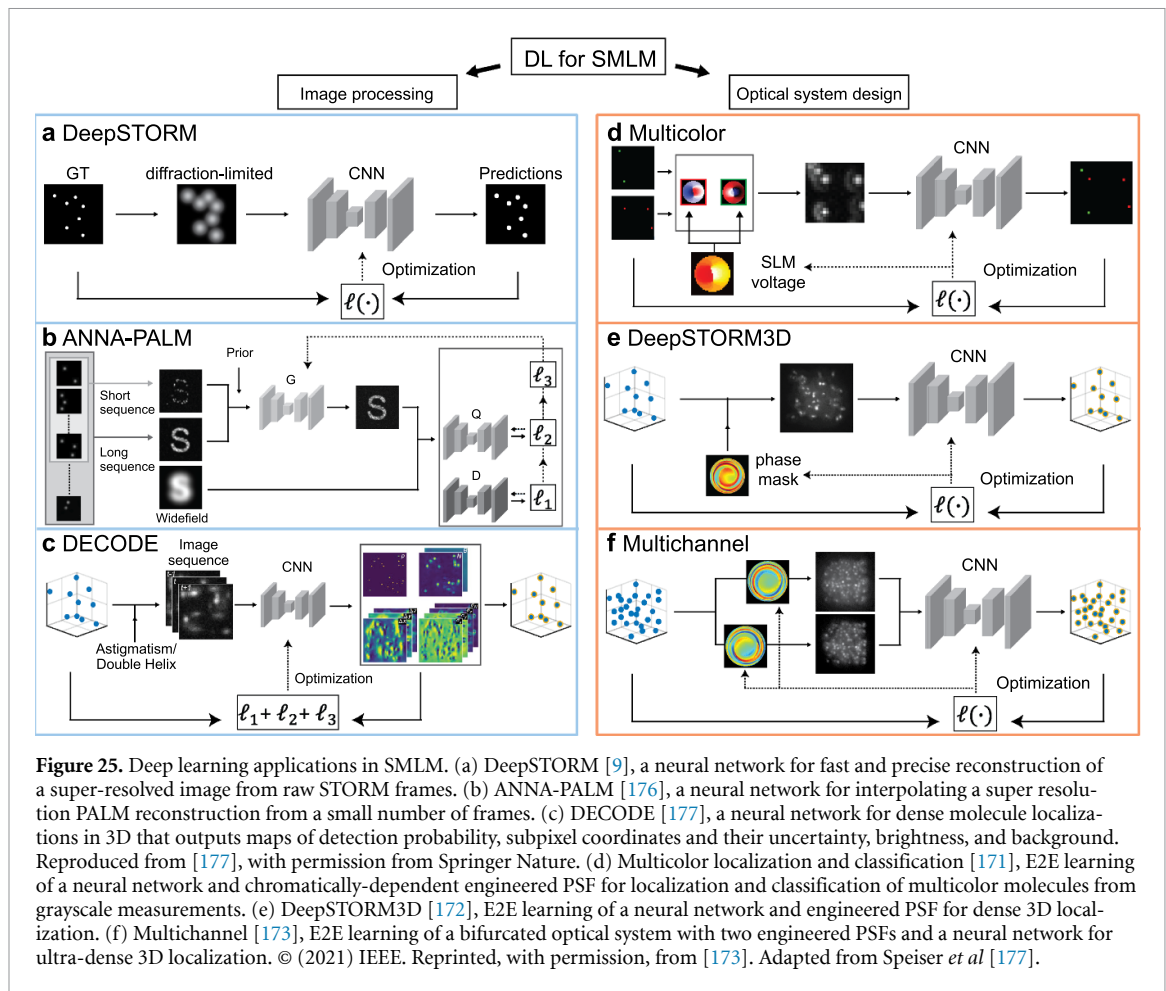 DL for SMLM
Image processing
Optical system design
a DeepSTORM
GT
diffraction-limited
CNN
Predictions
Optimization
ℓ(·)
b ANNA-PALM
Prior
G
Short
sequence
Long
sequence
Widefield
S
Q
D
ℓ3
ℓ2
ℓ1
c DECODE
Image
sequence
CNN
Astigmatism/
Double Helix
Optimization
ℓ1 + ℓ2 + ℓ3
d Multicolor
CNN
SLM
voltage
Optimization
ℓ(·)
e DeepSTORM3D
CNN
phase
mask
Optimization
ℓ(·)
f Multichannel
CNN
Optimization
ℓ(·)
Figure 25. Deep learning applications in SMLM. (a) DeepSTORM [9], a neural network for fast and precise reconstruction of
a super-resolved image from raw STORM frames. (b) ANNA-PALM [176], a neural network for interpolating a super resolu-
tion PALM reconstruction from a small number of frames. (c) DECODE [177], a neural network for dense molecule localiza-
tions in 3D that outputs maps of detection probability, subpixel coordinates and their uncertainty, brightness, and background.
Reproduced from [177], with permission from Springer Nature. (d) Multicolor localization and classification [171], E2E learning
of a neural network and chromatically-dependent engineered PSF for localization and classification of multicolor molecules from
grayscale measurements. (e) DeepSTORM3D [172], E2E learning of a neural network and engineered PSF for dense 3D local-
ization. (f) Multichannel [173], E2E learning of a bifurcated optical system with two engineered PSFs and a neural network for
ultra-dense 3D localization. © (2021) IEEE. Reprinted, with permission, from [173]. Adapted from Speiser et al [177].